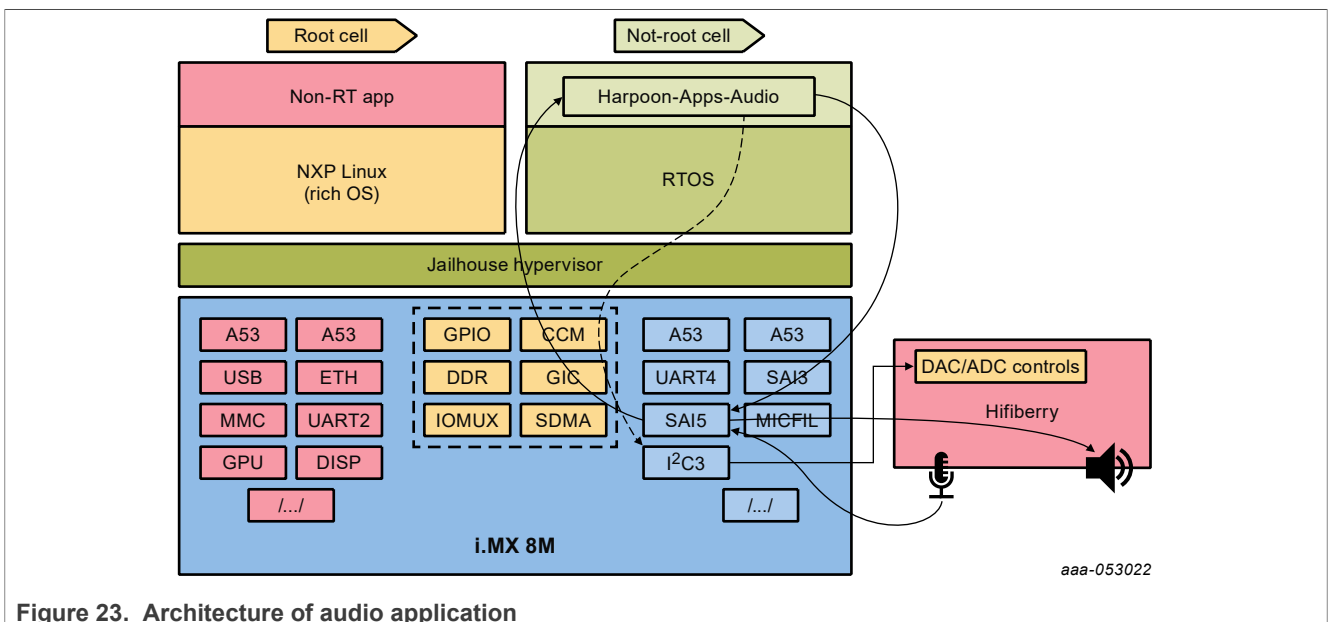 Root cell
Not-root cell
Non-RT app
Harpoon-Apps-Audio
NXP Linux
(rich OS)
RTOS
Jailhouse hypervisor
A53 A53 GPIO CCM A53 A53
USB ETH DDR GIC UART4 SAI3
MMC UART2 IOMUX SDMA SAI5 MICFIL
GPU DISP I²C3
/.../ /.../
i.MX 8M
DAC/ADC controls
Hifiberry
aaa-053022
Figure 23. Architecture of audio application